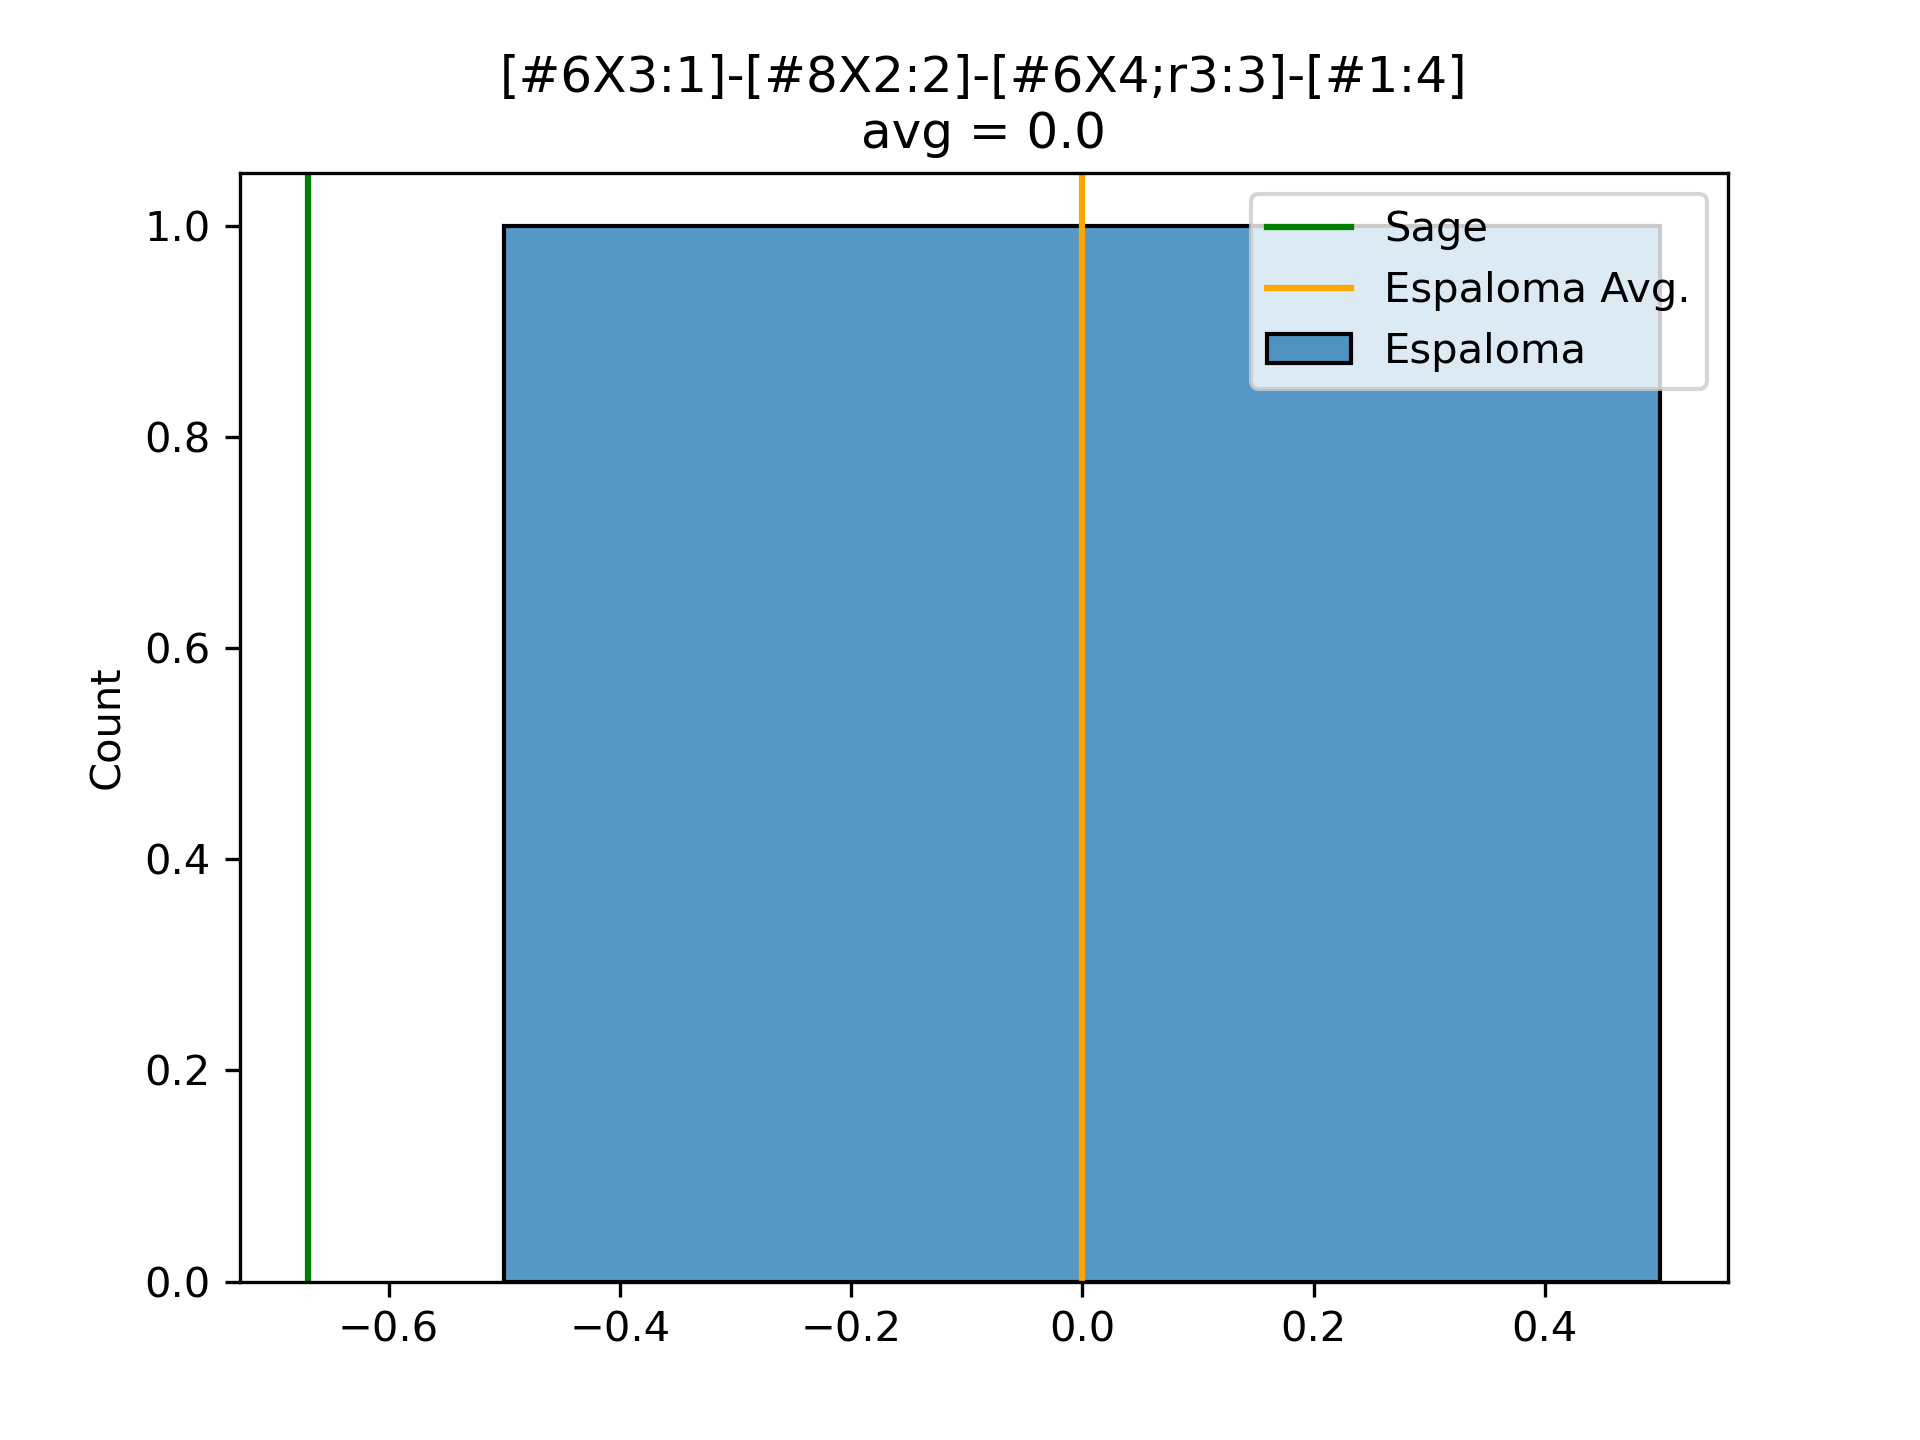 [#6X3:1]-[#8X2:2]-[#6X4;r3:3]-[#1:4]
avg = 0.0
Sage
Espaloma Avg.
Espaloma
Count
1.0
0.8
0.6
0.4
0.2
0.0
−0.6 −0.4 −0.2 0.0 0.2 0.4